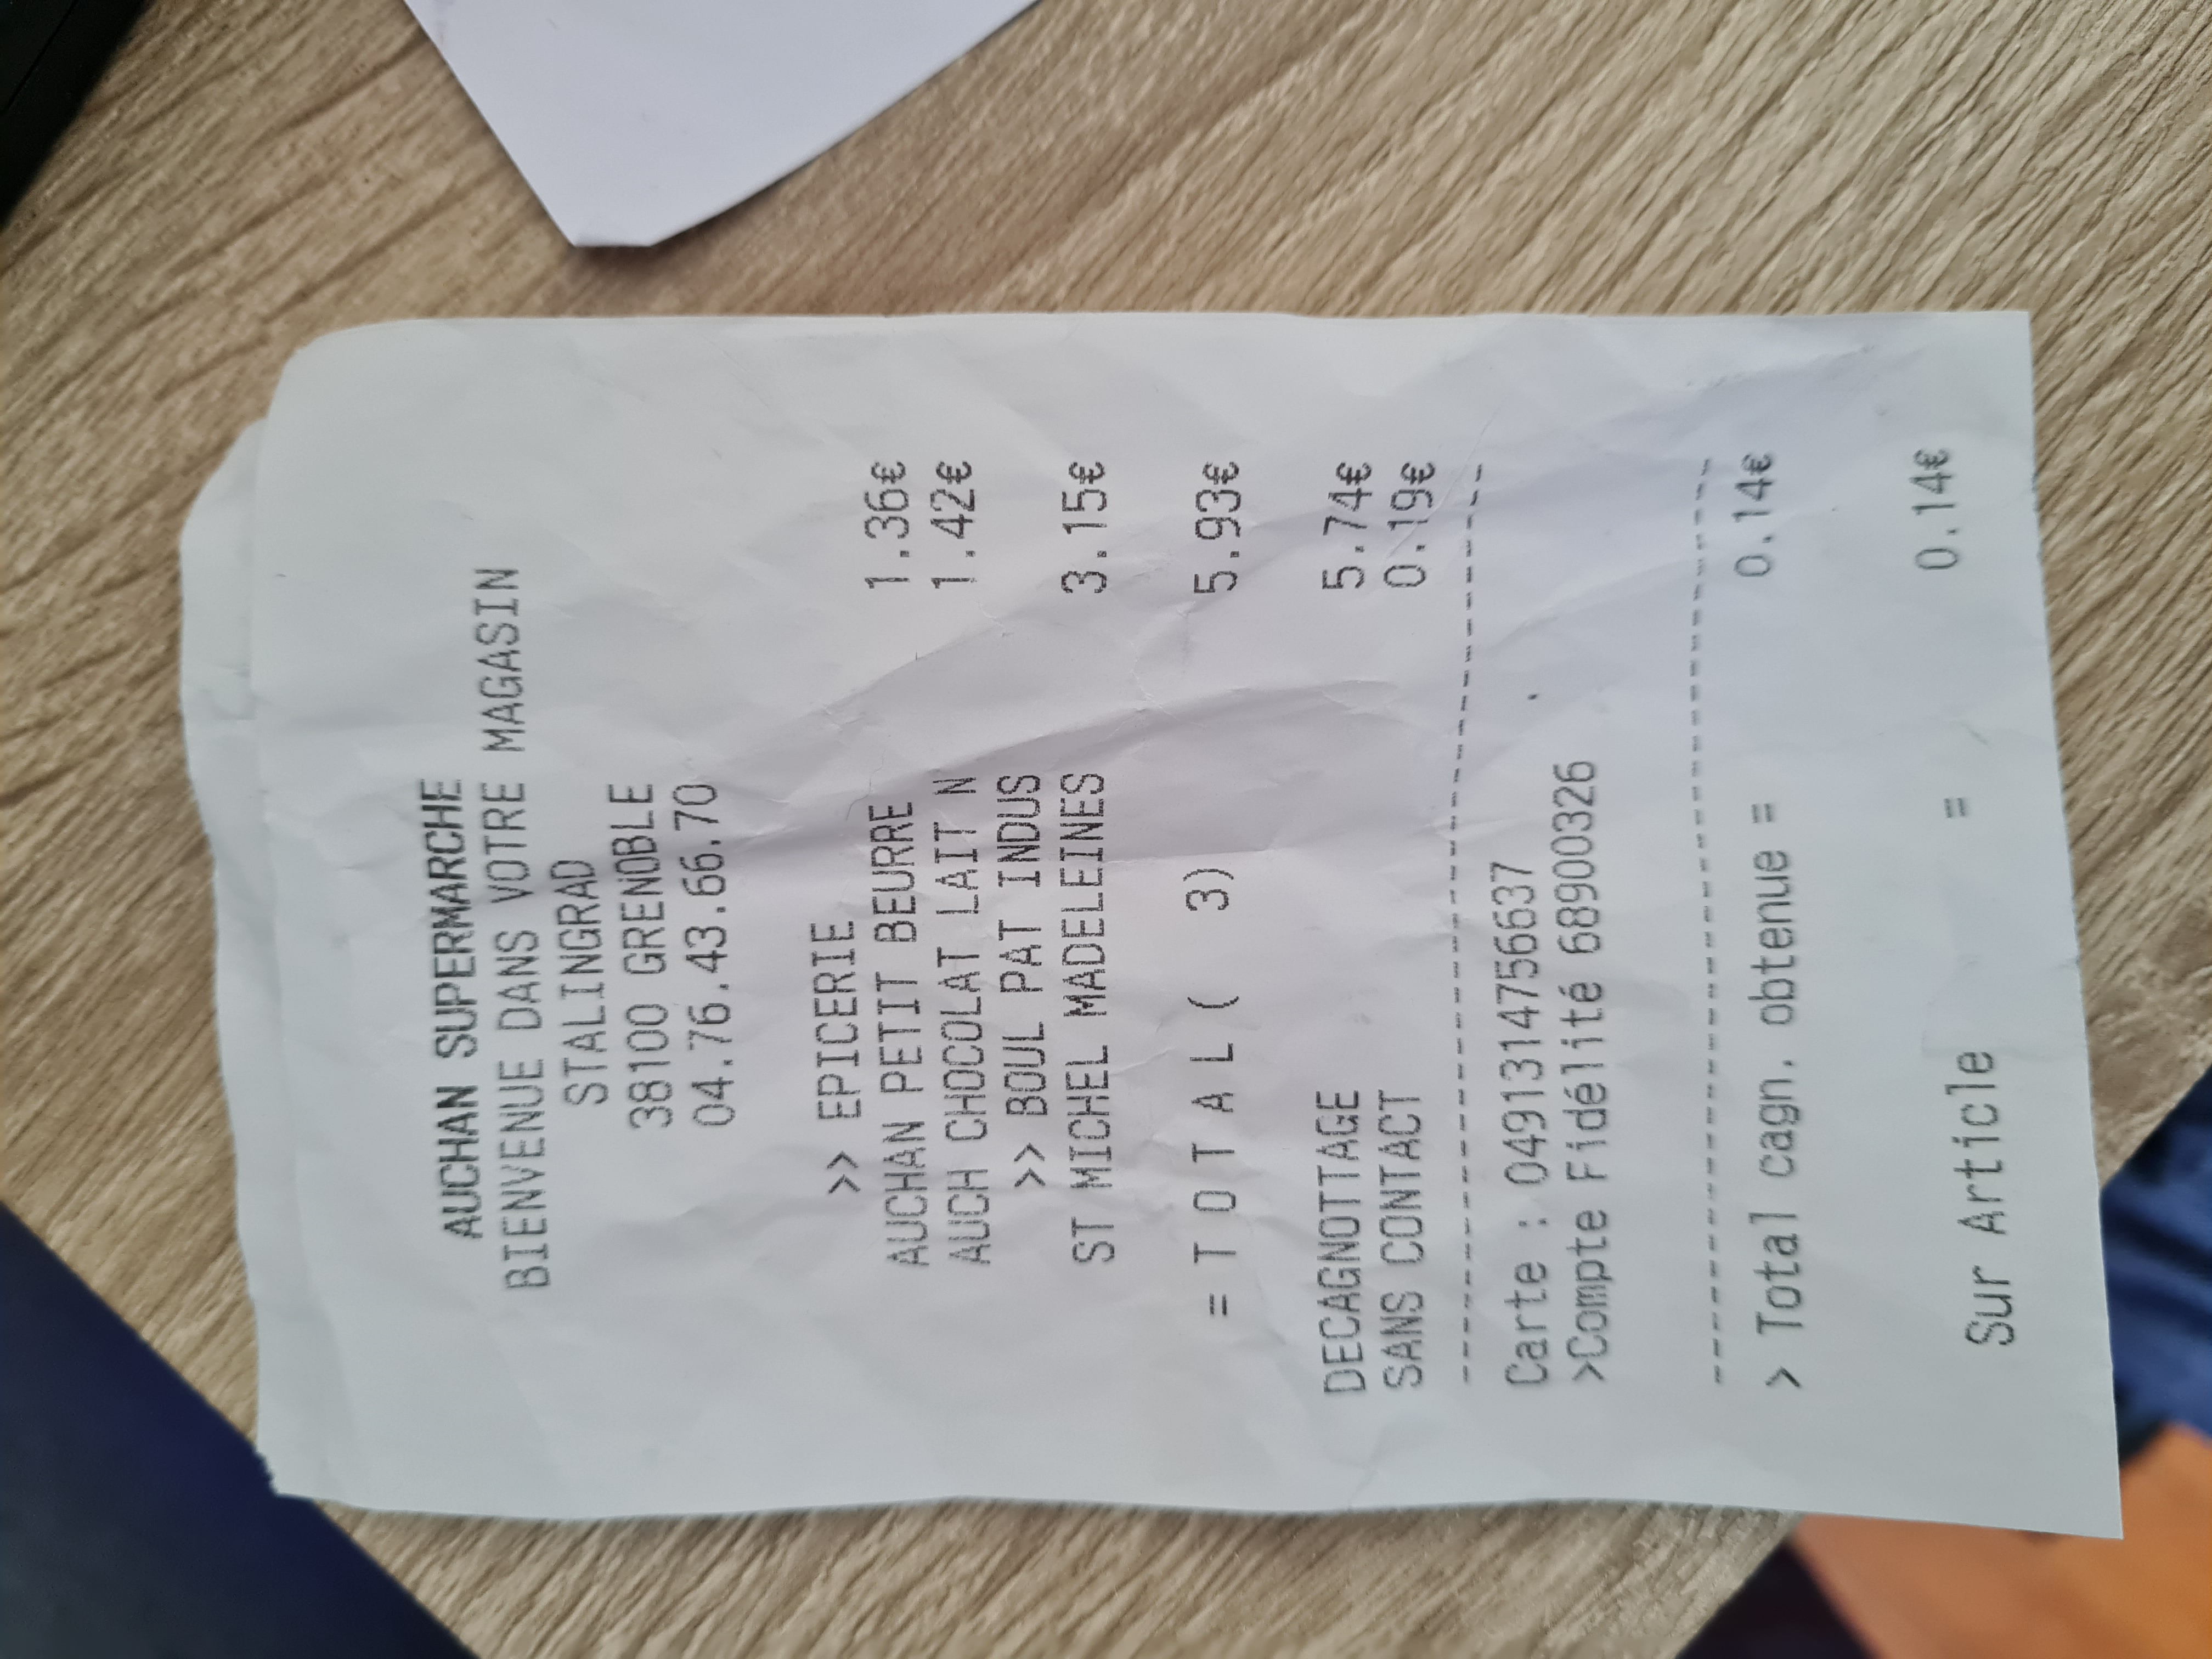 AUCHAN SUPERMARCHE
BIENVENUE DANS VOTRE MAGASIN
STALINGRAD
38100 GRENOBLE
04.76.43.66.70
>> EPICERIE
AUCHAN PETIT BEURRE 1.36€
AUCH CHOCOLAT LAIT N 1.42€
>> BOUL PAT INDUS
ST MICHEL MADELEINES 3.15€
= T O T A L ( 3) 5.93€
DECAGNOTTAGE 5.74€
SANS CONTACT 0.19€
------------------------------------
Carte : 0491314756637
>Compte Fidélité 68900326
------------------------------------
> Total cagn. obtenue = 0.14€
Sur Article = 0.14€